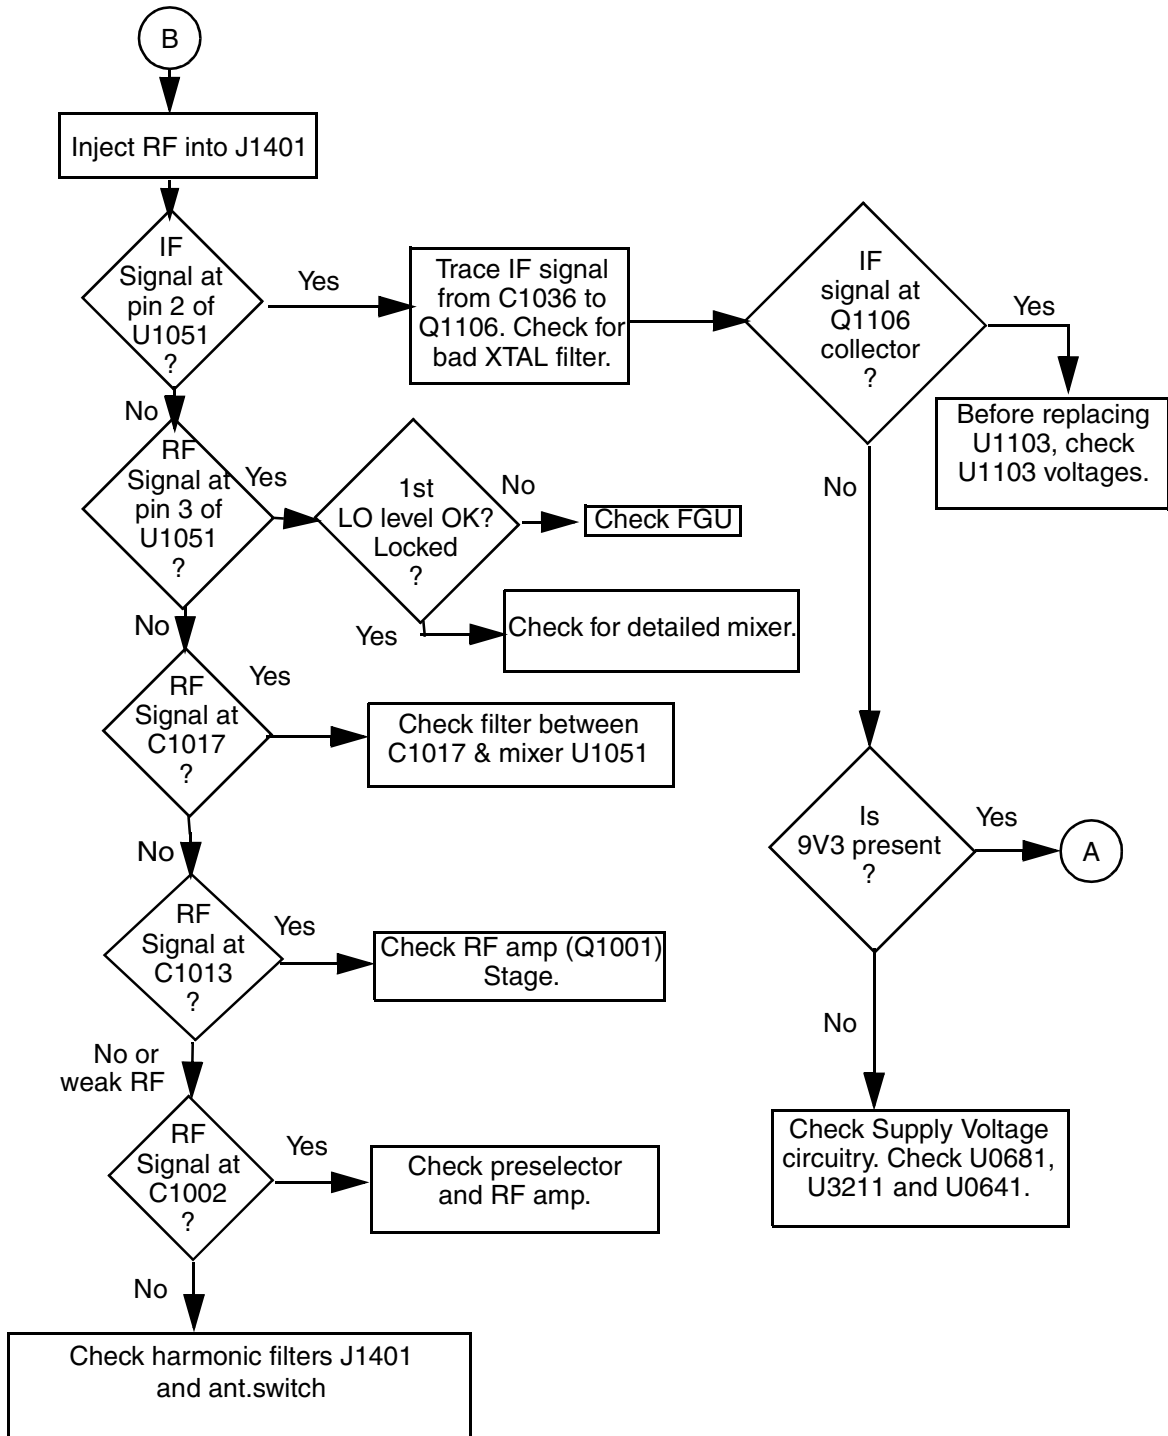 B
Inject RF into J1401
IF
Signal at
pin 2 of
U1051
?
Yes
Trace IF signal
from C1036 to
Q1106. Check for
bad XTAL filter.
IF
signal at
Q1106
collector
?
Yes
Before replacing
U1103, check
U1103 voltages.
No
No
RF
Signal at
pin 3 of
U1051
?
Yes
1st
LO level OK?
Locked
?
No
Check FGU
Yes
Check for detailed mixer.
No
RF
Signal at
C1017
?
Yes
Check filter between
C1017 & mixer U1051
Is
9V3 present
?
Yes
A
No
RF
Signal at
C1013
?
Yes
Check RF amp (Q1001)
Stage.
No
No or
weak RF
RF
Signal at
C1002
?
Yes
Check preselector
and RF amp.
Check Supply Voltage
circuitry. Check U0681,
U3211 and U0641.
No
Check harmonic filters J1401
and ant.switch